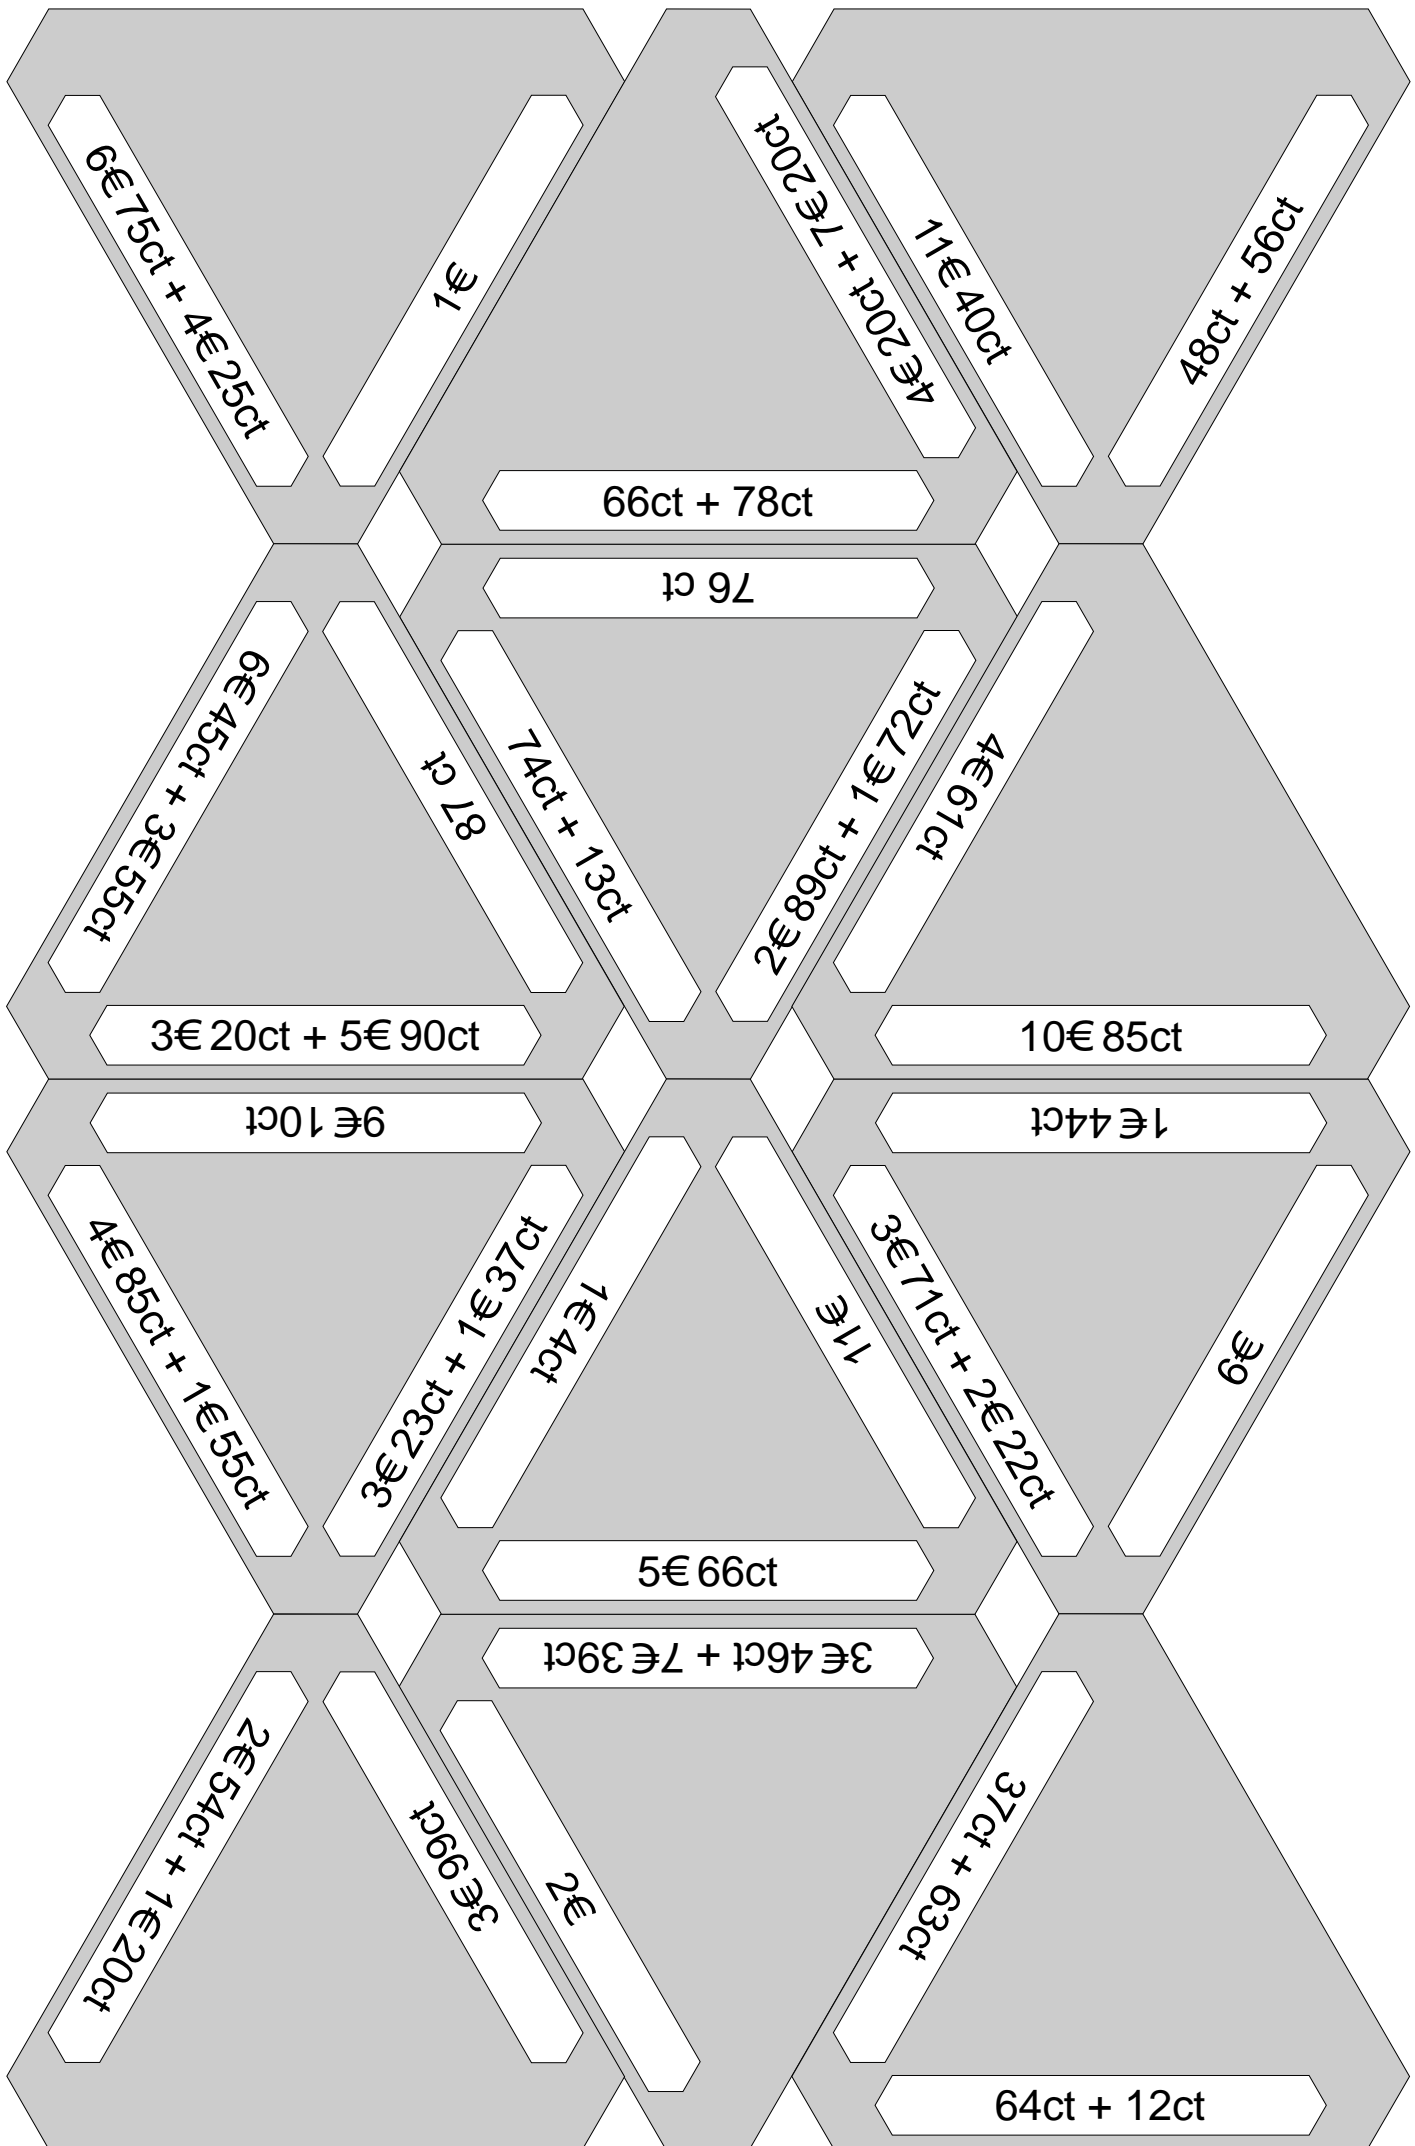 6€ 75ct + 4€ 25ct
1€
4€ 20ct + 7€ 20ct
11€ 40ct
48ct + 56ct
66ct + 78ct
76 ct
6€ 45ct + 3€ 55ct
87 ct
74ct + 13ct
2€ 89ct + 1€ 72ct
4€ 61ct
3€ 20ct + 5€ 90ct
10€ 85ct
9€ 10ct
1€ 44ct
4€ 85ct + 1€ 55ct
3€ 23ct + 1€ 37ct
1€ 4ct
11€
3€ 71ct + 2€ 22ct
6€
5€ 66ct
3€ 46ct + 7€ 39ct
2€ 54ct + 1€ 20ct
3€ 99ct
2€
37ct + 63ct
64ct + 12ct